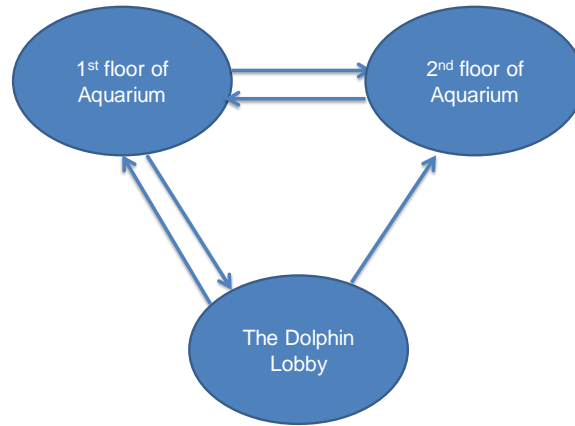 1st floor of
Aquarium
2nd floor of
Aquarium
The Dolphin
Lobby